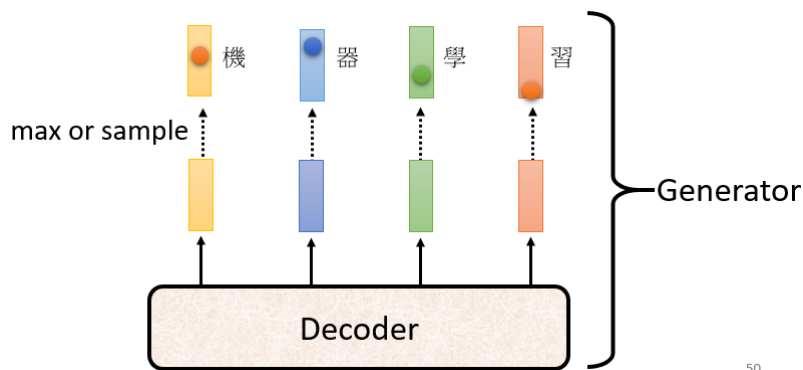 機 器 學 習
max or sample
Generator
Decoder
50